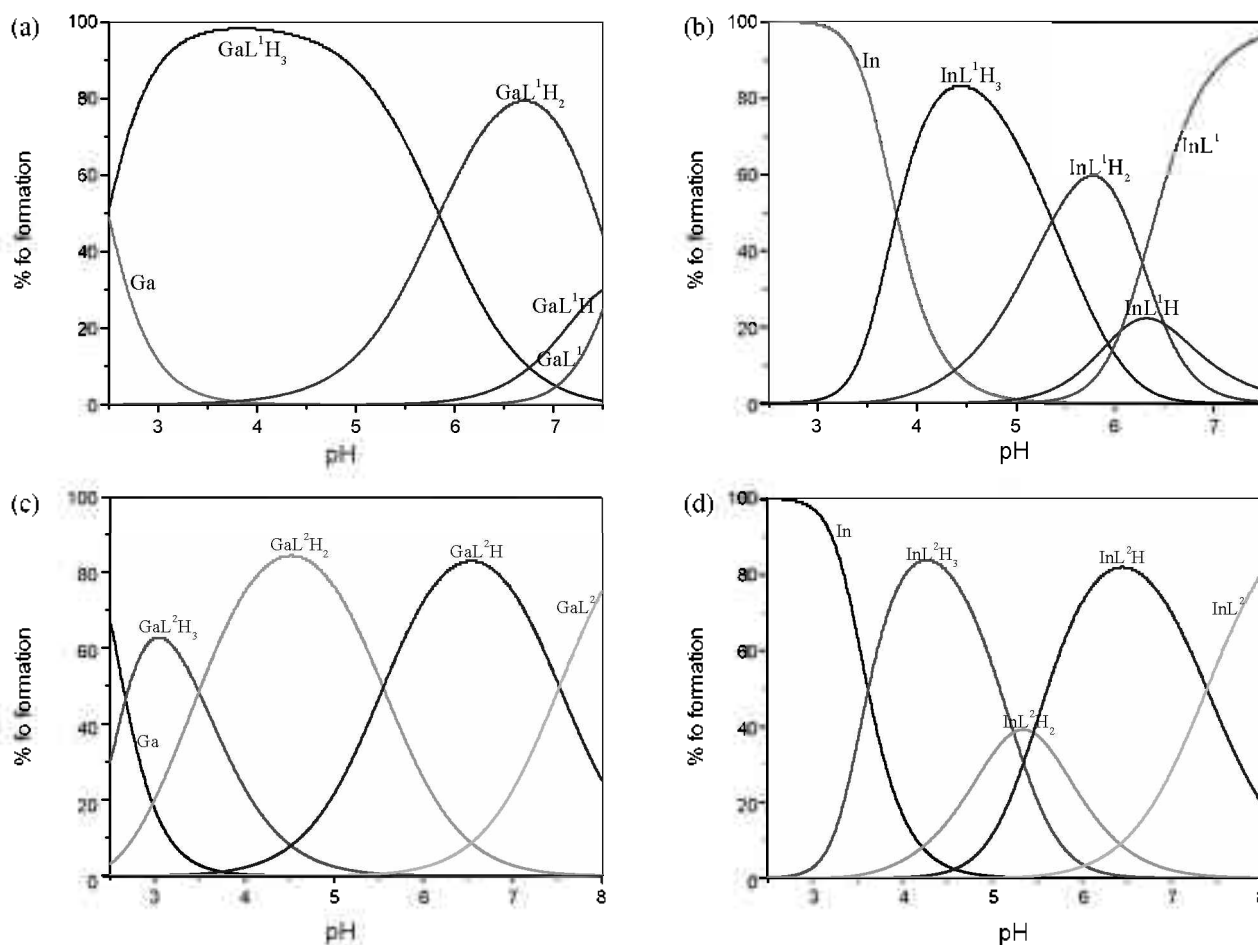 (a)
100
80
60
40
20
0
% fo formation
GaL¹H₃
GaL¹H₂
Ga
GaL¹H
GaL¹
3 4 5 6 7
pH
(b)
100
80
60
40
20
0
% fo formation
In
InL¹H₃
InL¹H₂
InL¹
InL¹H
3 4 5 6 7
pH
(c)
100
80
60
40
20
0
% fo formation
GaL²H₂
GaL²H
GaL²H₃
GaL²
Ga
3 4 5 6 7 8
pH
(d)
100
80
60
40
20
0
% fo formation
In
InL²H₃
InL²H
InL²
InL²H₂
3 4 5 6 7 8
pH